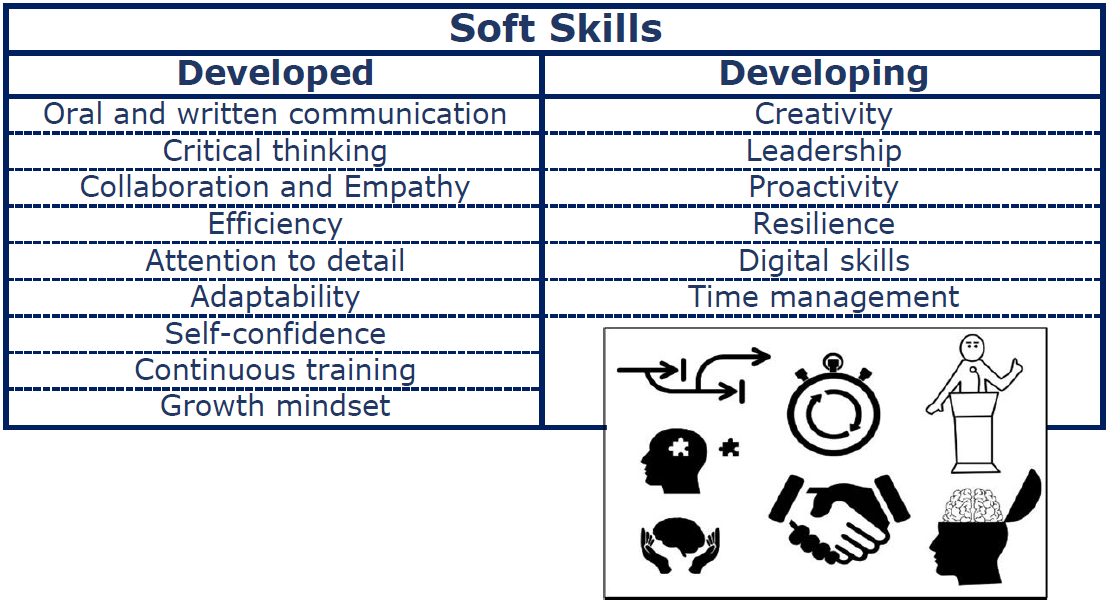 Soft Skills
Developed
Developing
Oral and written communication
Creativity
Critical thinking
Leadership
Collaboration and Empathy
Proactivity
Efficiency
Resilience
Attention to detail
Digital skills
Adaptability
Time management
Self-confidence
Continuous training
Growth mindset